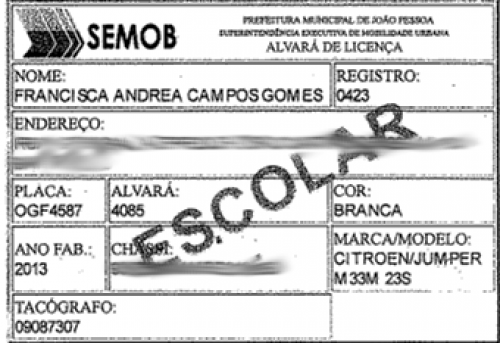 SEMOB
PREFEITURA MUNICIPAL DE JOÃO PESSOA
SUPERINTENDÊNCIA EXECUTIVA DE MOBILIDADE URBANA
ALVARÁ DE LICENÇA
NOME:
FRANCISCA ANDREA CAMPOS GOMES
REGISTRO:
0423
ENDEREÇO:
ESCOLAR
PLACA:
OGF4587
ALVARÁ:
4085
COR:
BRANCA
ANO FAB.:
2013
CHASSI:
MARCA/MODELO:
CITROEN/JUMPER
M33M 23S
TACÓGRAFO:
09087307